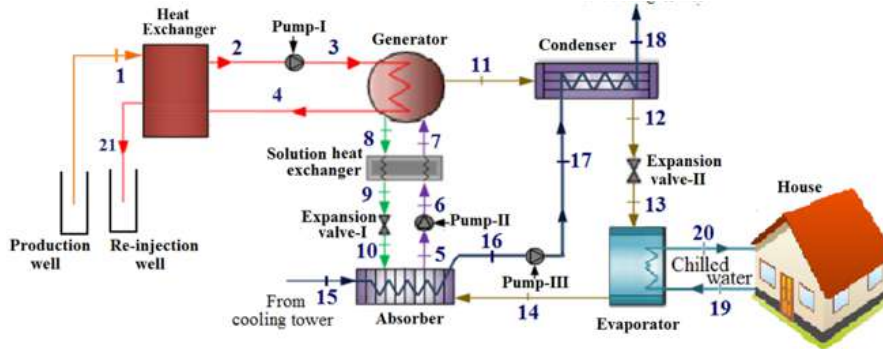 Heat
Exchanger
Pump-I
Generator
Condenser
18
1
2
3
4
11
12
21
8
7
Solution heat
exchanger
9
6
Expansion
valve-I
Pump-II
10
5
16
17
Expansion
valve-II
13
House
Production
well
Re-injection
well
From
cooling tower
15
Absorber
Pump-III
14
Evaporator
20
Chilled
water
19